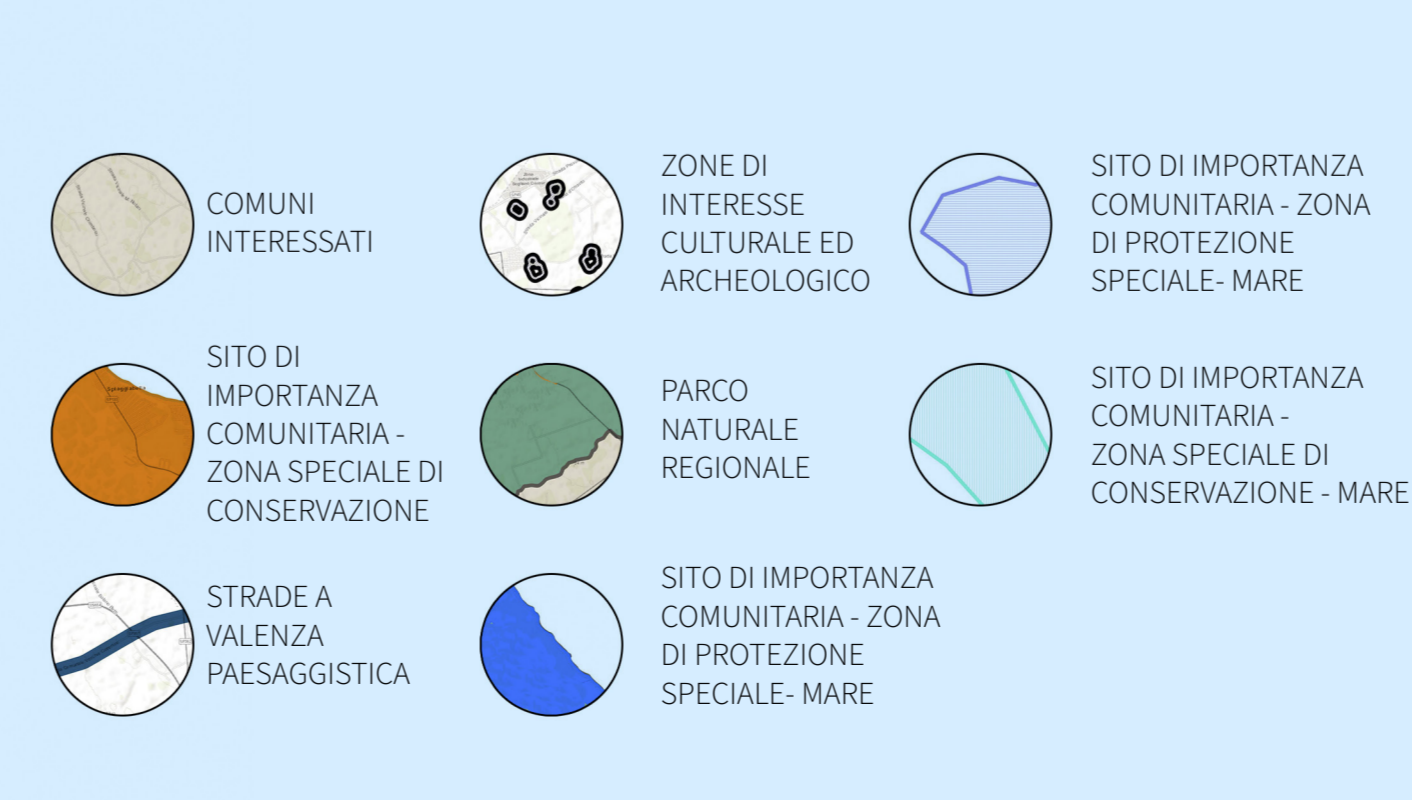 COMUNI
INTERESSATI
ZONE DI
INTERESSE
CULTURALE ED
ARCHEOLOGICO
SITO DI IMPORTANZA
COMUNITARIA - ZONA
DI PROTEZIONE
SPECIALE- MARE
SITO DI
IMPORTANZA
COMUNITARIA -
ZONA SPECIALE DI
CONSERVAZIONE
PARCO
NATURALE
REGIONALE
SITO DI IMPORTANZA
COMUNITARIA -
ZONA SPECIALE DI
CONSERVAZIONE - MARE
STRADE A
VALENZA
PAESAGGISTICA
SITO DI IMPORTANZA
COMUNITARIA - ZONA
DI PROTEZIONE
SPECIALE- MARE